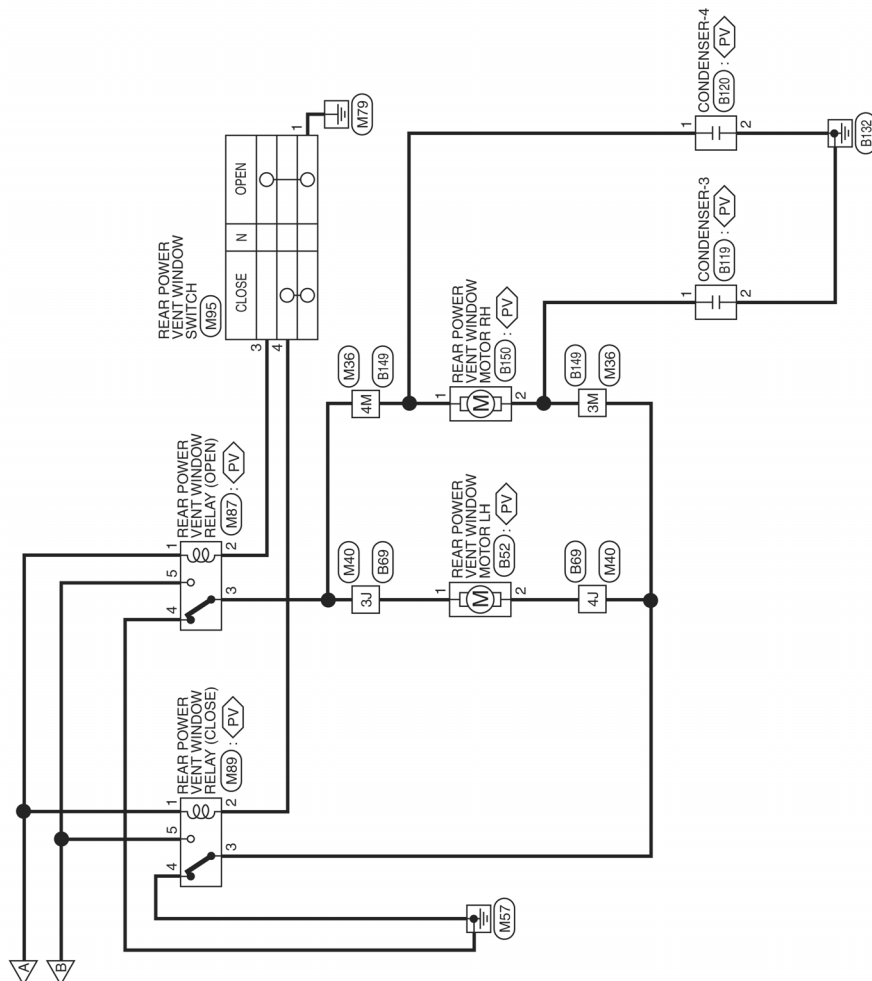 A
B
REAR POWER
VENT WINDOW
RELAY (CLOSE)
M89 : PV
1
5
4
2
3
M57
REAR POWER
VENT WINDOW
RELAY (OPEN)
M87 : PV
1
5
4
2
3
REAR POWER
VENT WINDOW
SWITCH
M95
CLOSE
N
OPEN
3
4
1
M79
M40
3J
B69
REAR POWER
VENT WINDOW
MOTOR LH
B52 : PV
1
M
2
B69
4J
M40
M36
4M
B149
REAR POWER
VENT WINDOW
MOTOR RH
B150 : PV
1
M
2
B149
3M
M36
CONDENSER-3
B119 : PV
1
2
CONDENSER-4
B120 : PV
1
2
B132